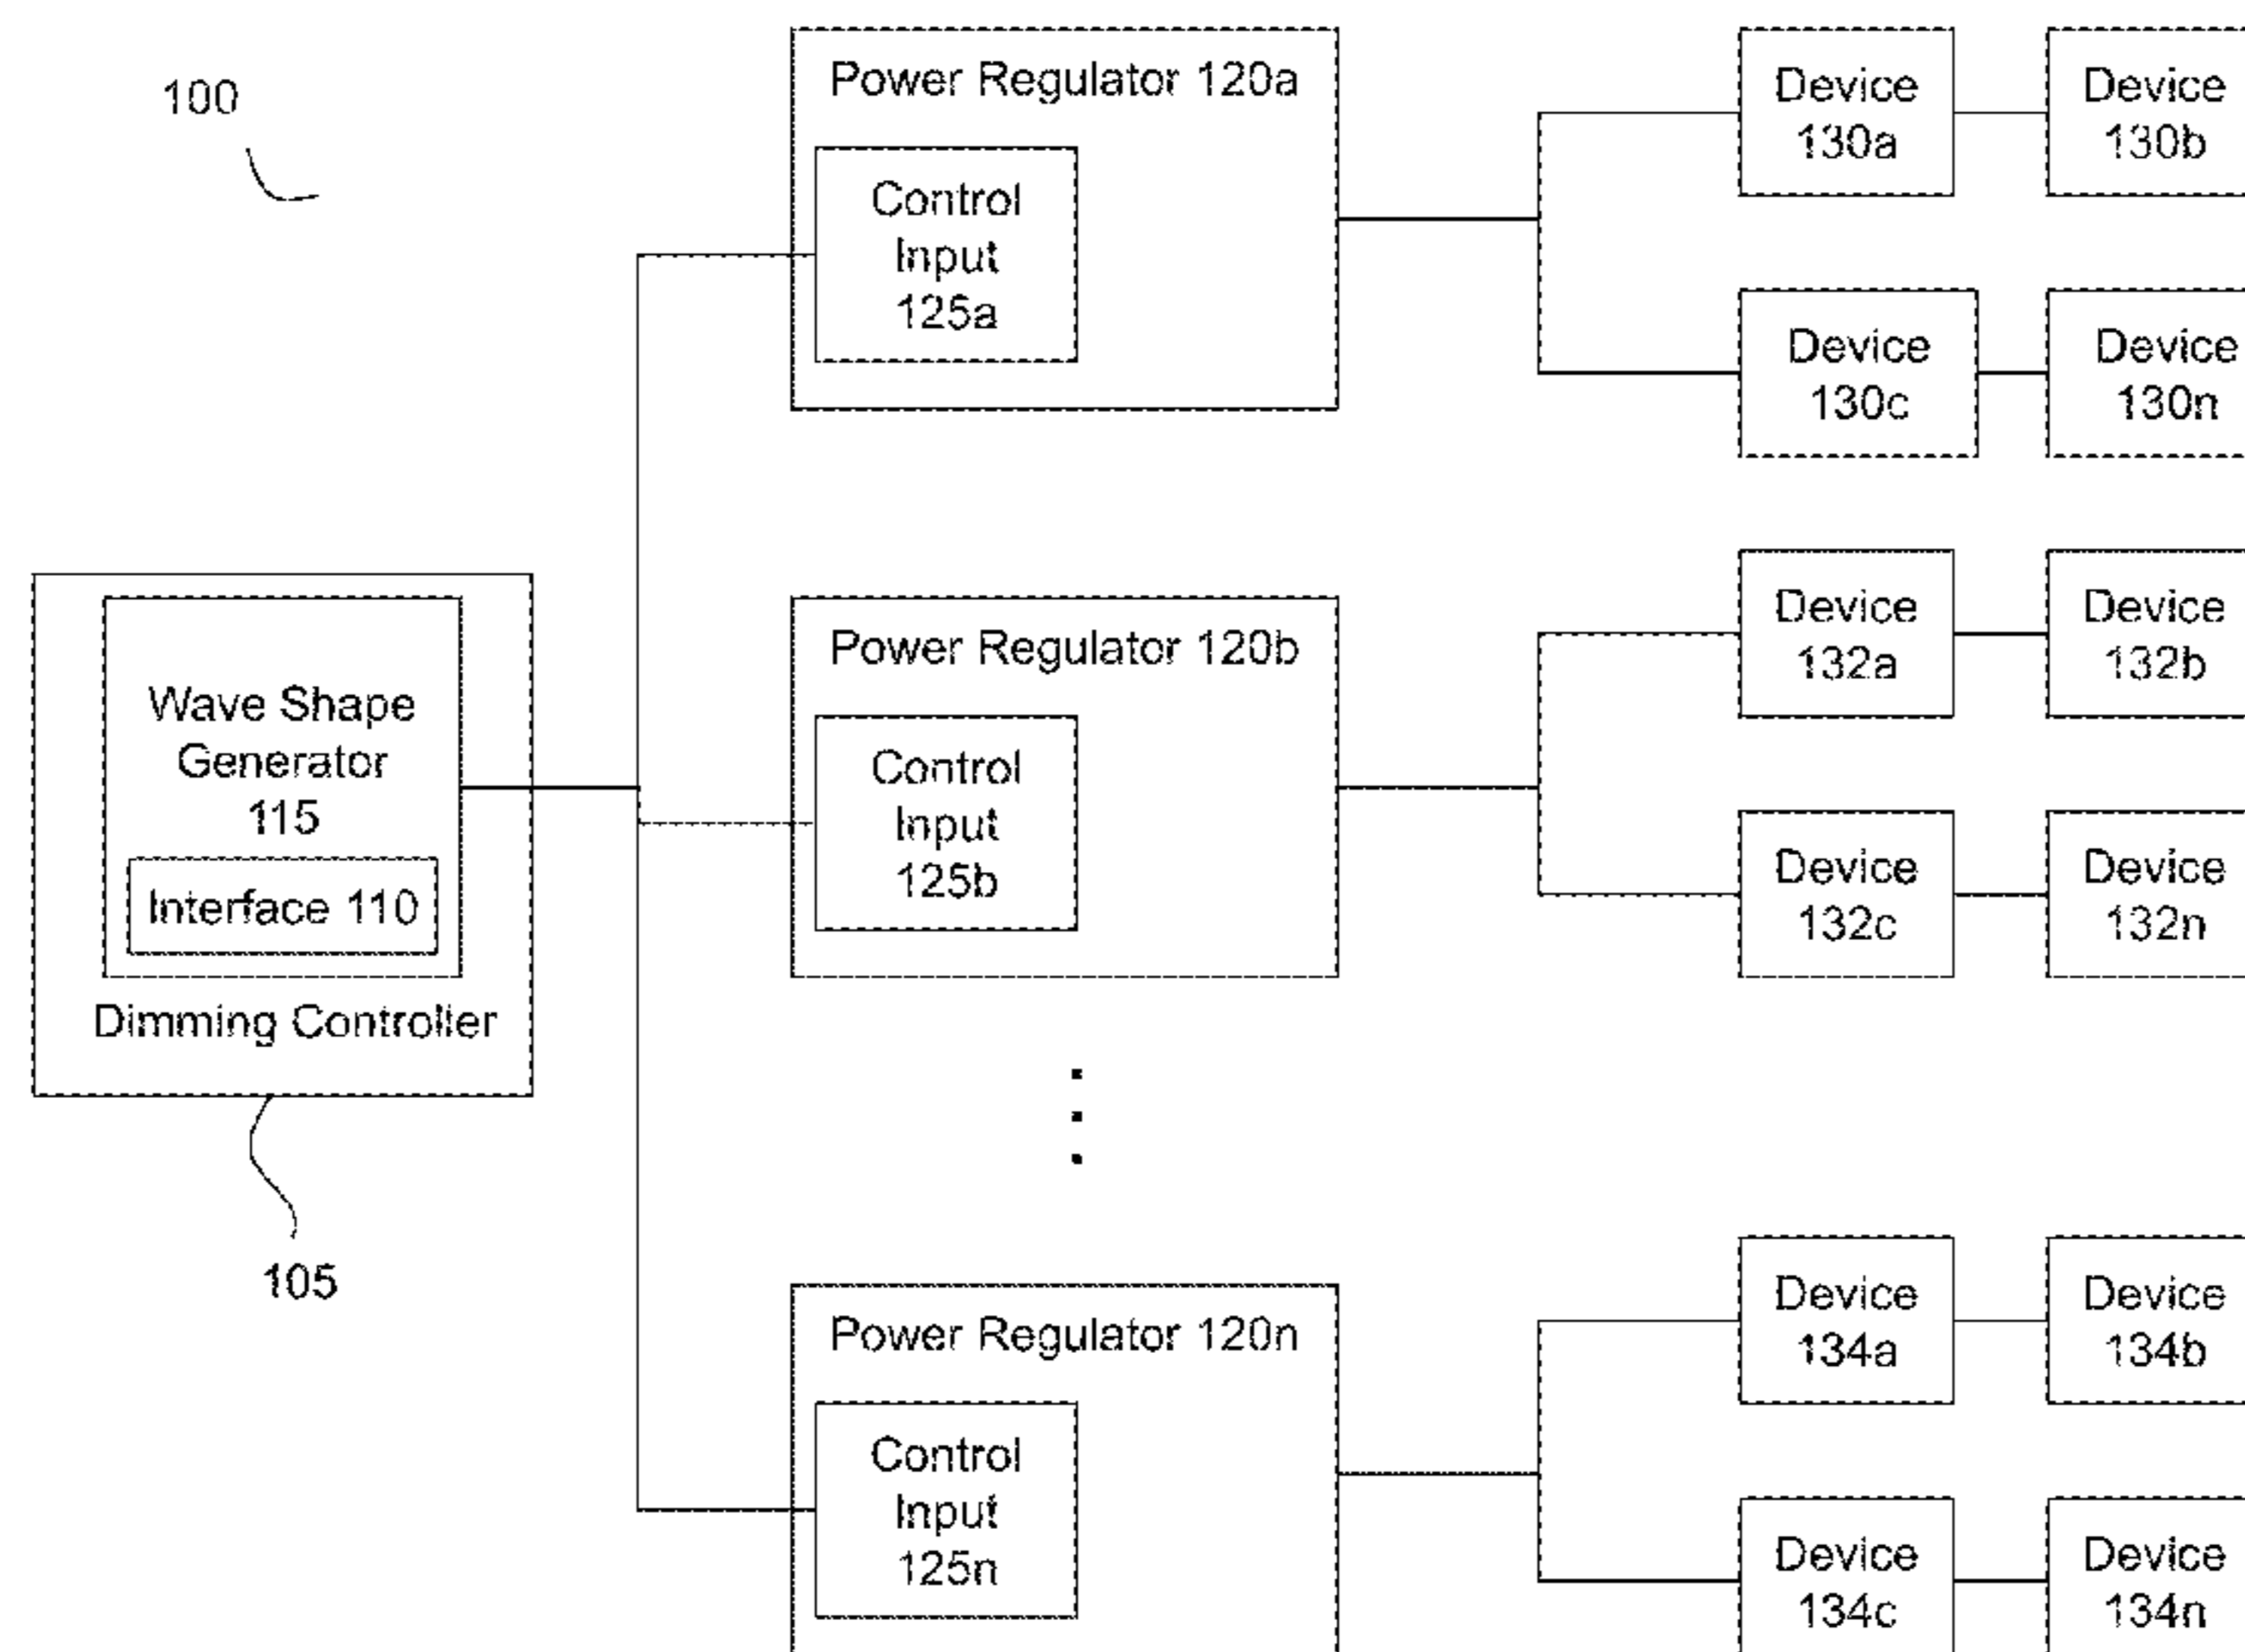 100
Power Regulator 120a
Control
Input
125a
Device
130a
Device
130b
Device
130c
Device
130n
Wave Shape
Generator
115
Interface 110
Dimming Controller
105
Power Regulator 120b
Control
Input
125b
Device
132a
Device
132b
Device
132c
Device
132n
Power Regulator 120n
Control
Input
125n
Device
134a
Device
134b
Device
134c
Device
134n